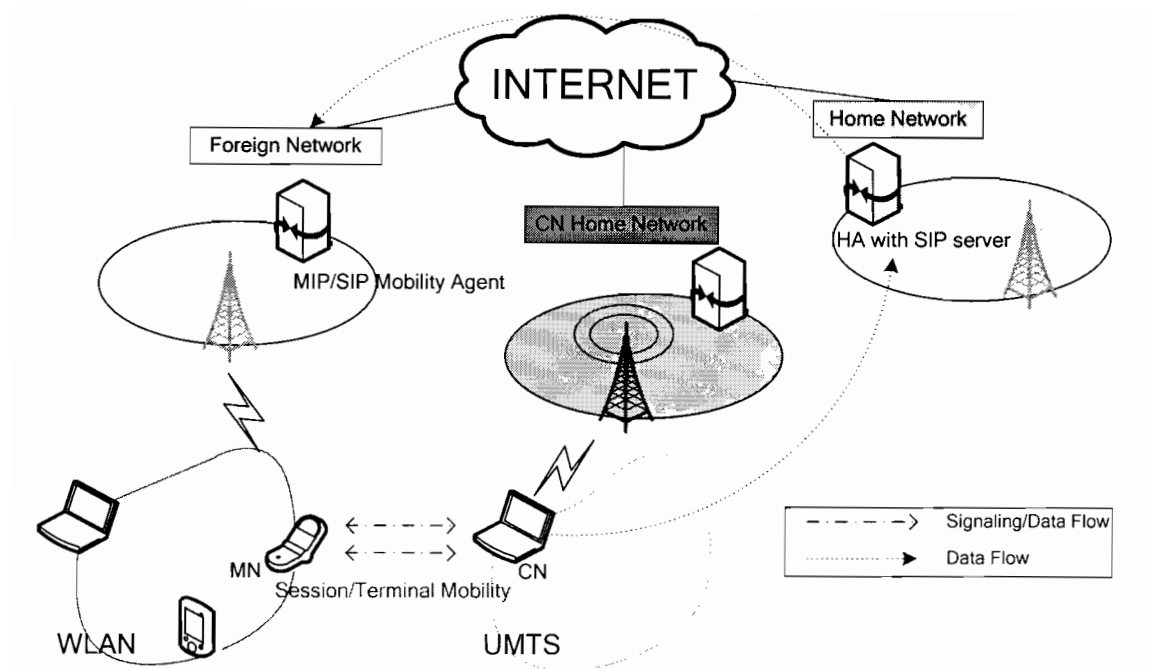 INTERNET
Home Network
Foreign Network
CN Home Network
HA with SIP server
MIP/SIP Mobility Agent
Signaling/Data Flow
Data Flow
MN
CN
Session/Terminal Mobility
WLAN
UMTS